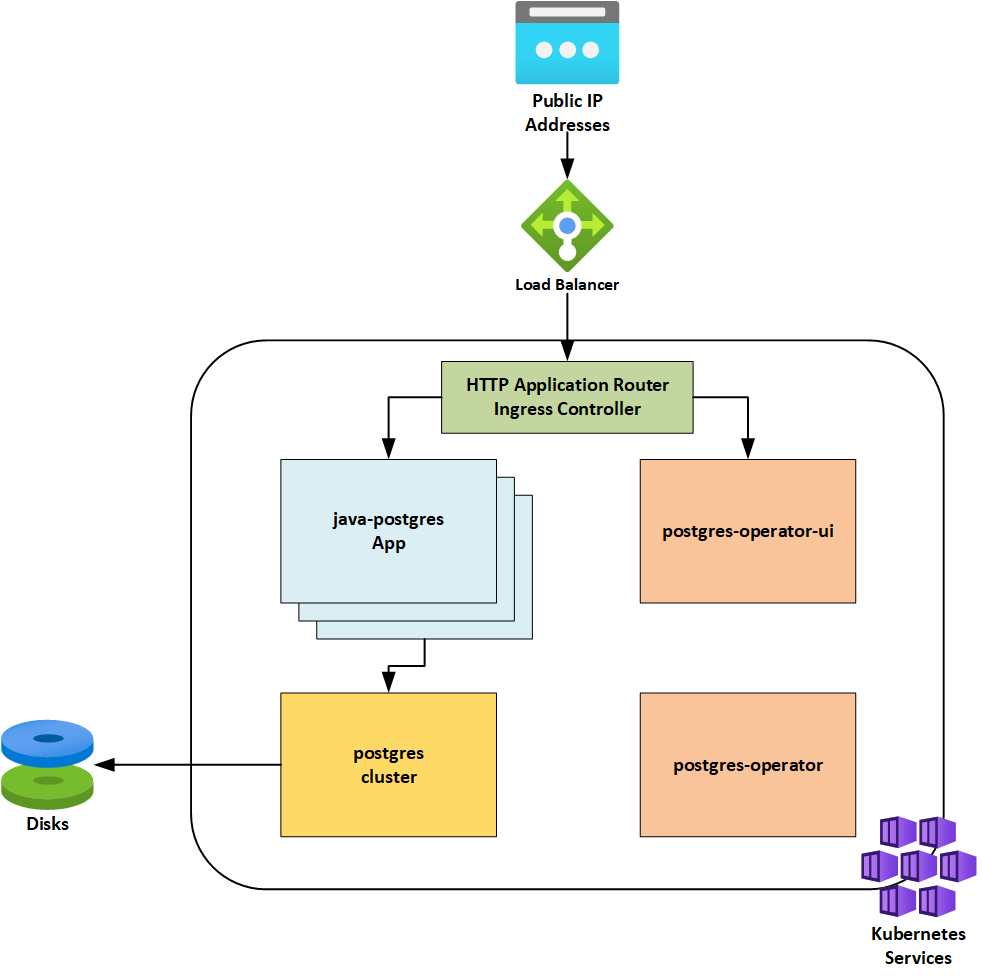 Public IP
Addresses
Load Balancer
HTTP Application Router
Ingress Controller
java-postgres
App
postgres-operator-ui
postgres
cluster
postgres-operator
Disks
Kubernetes
Services